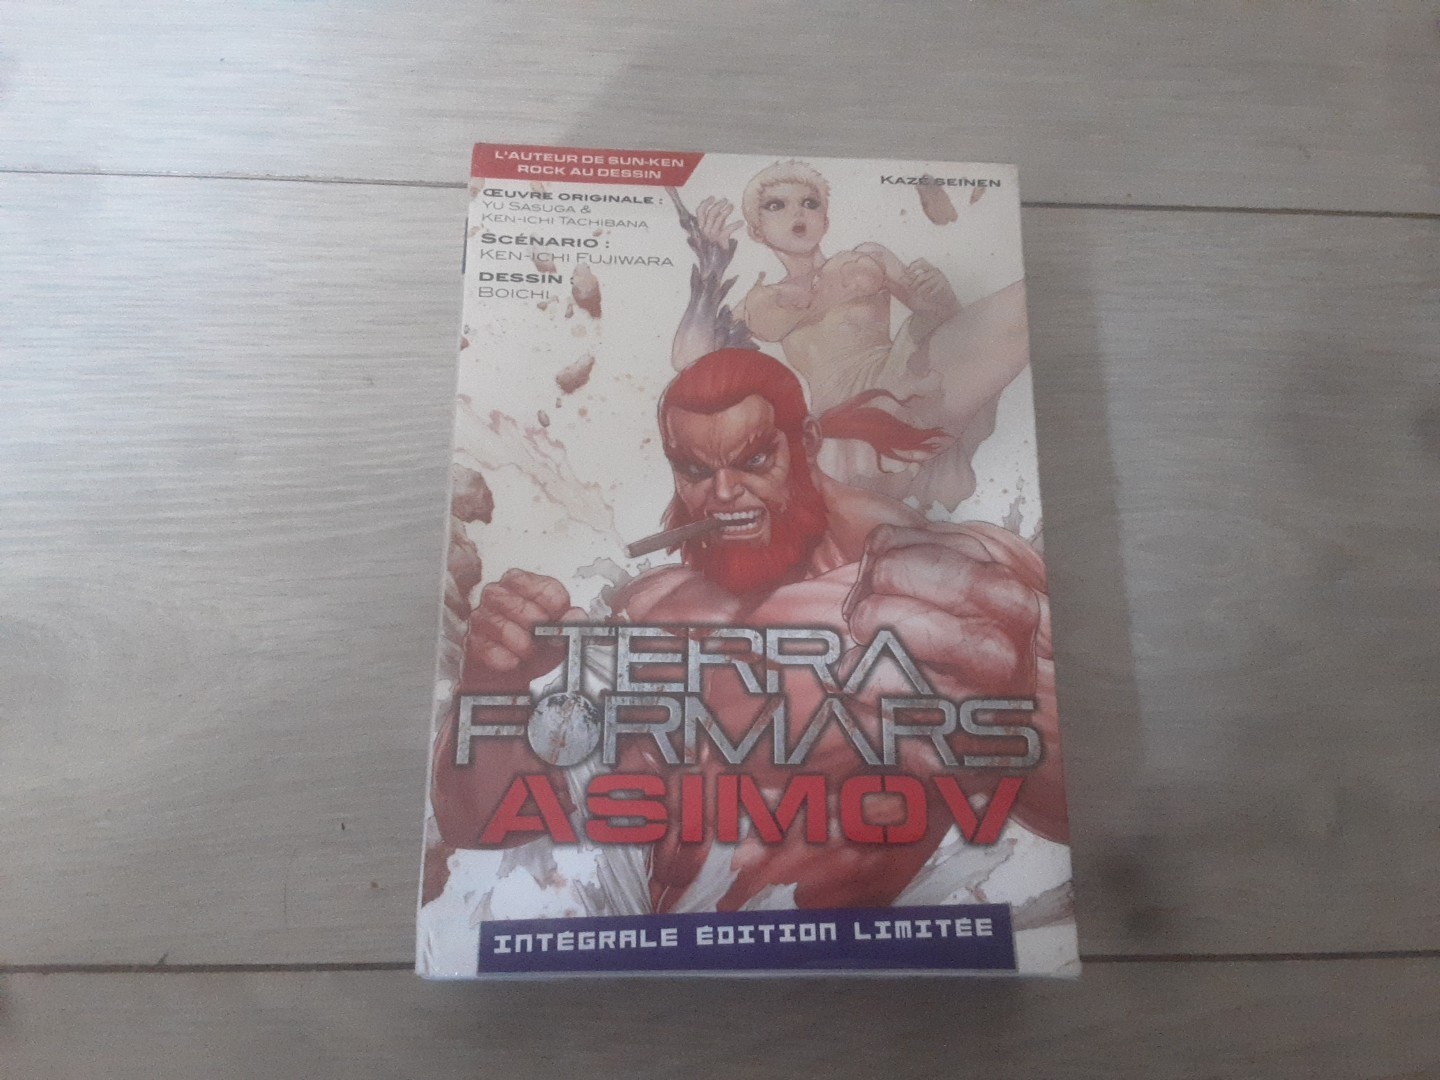 L'AUTEUR DE SUN-KEN
ROCK AU DESSIN
KAZÉ SEINEN
ŒUVRE ORIGINALE :
YU SASUGA &
KEN-ICHI TACHIBANA
SCÉNARIO :
KEN-ICHI FUJIWARA
DESSIN :
BOICHI
TERRA
FORMARS
ASIMOV
INTÉGRALE ÉDITION LIMITÉE